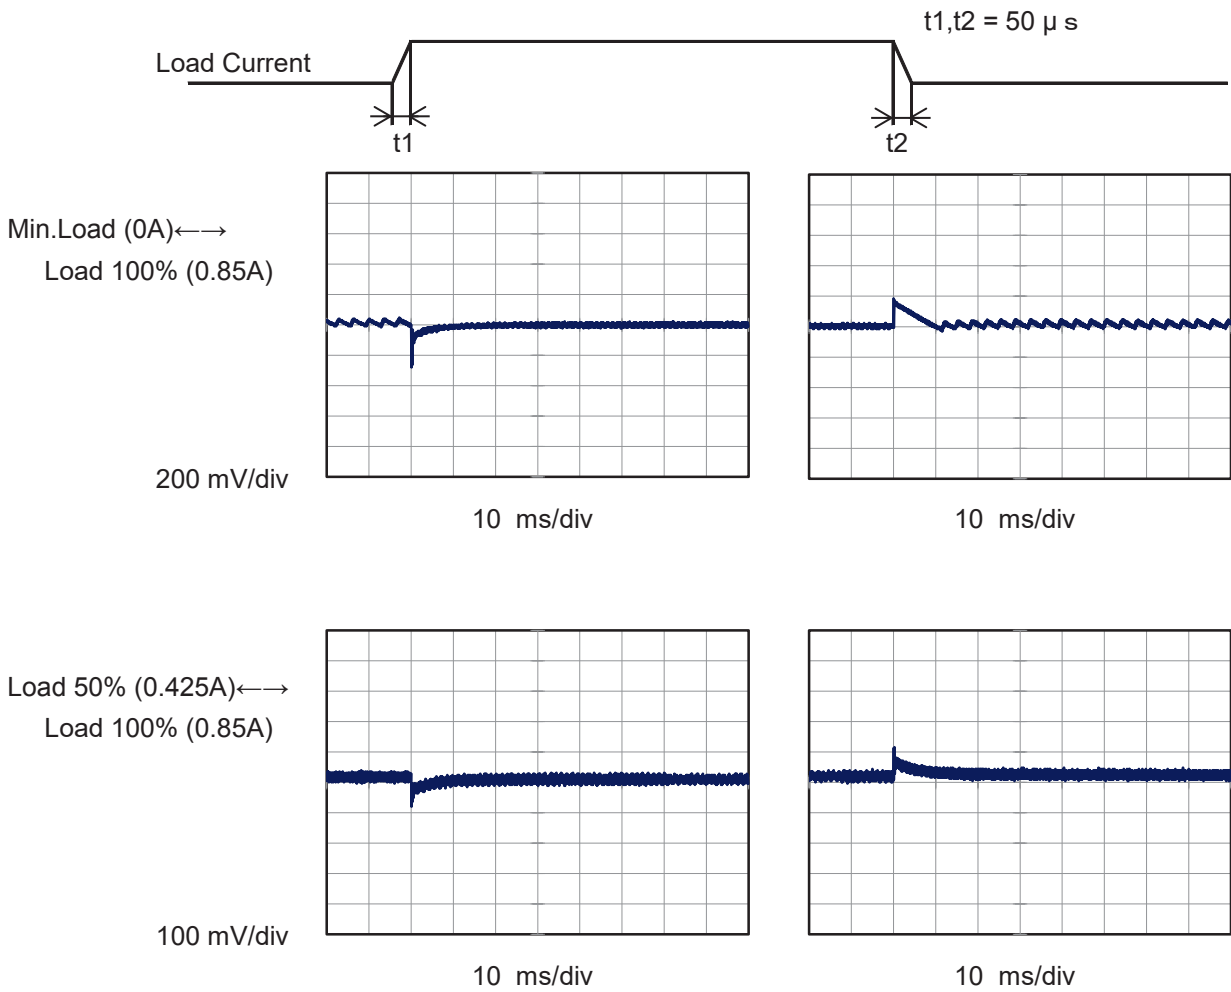 t1,t2 = 50 μ s
Load Current
t1
t2
Min.Load (0A)←→
Load 100% (0.85A)
200 mV/div
10 ms/div
10 ms/div
Load 50% (0.425A)←→
Load 100% (0.85A)
100 mV/div
10 ms/div
10 ms/div